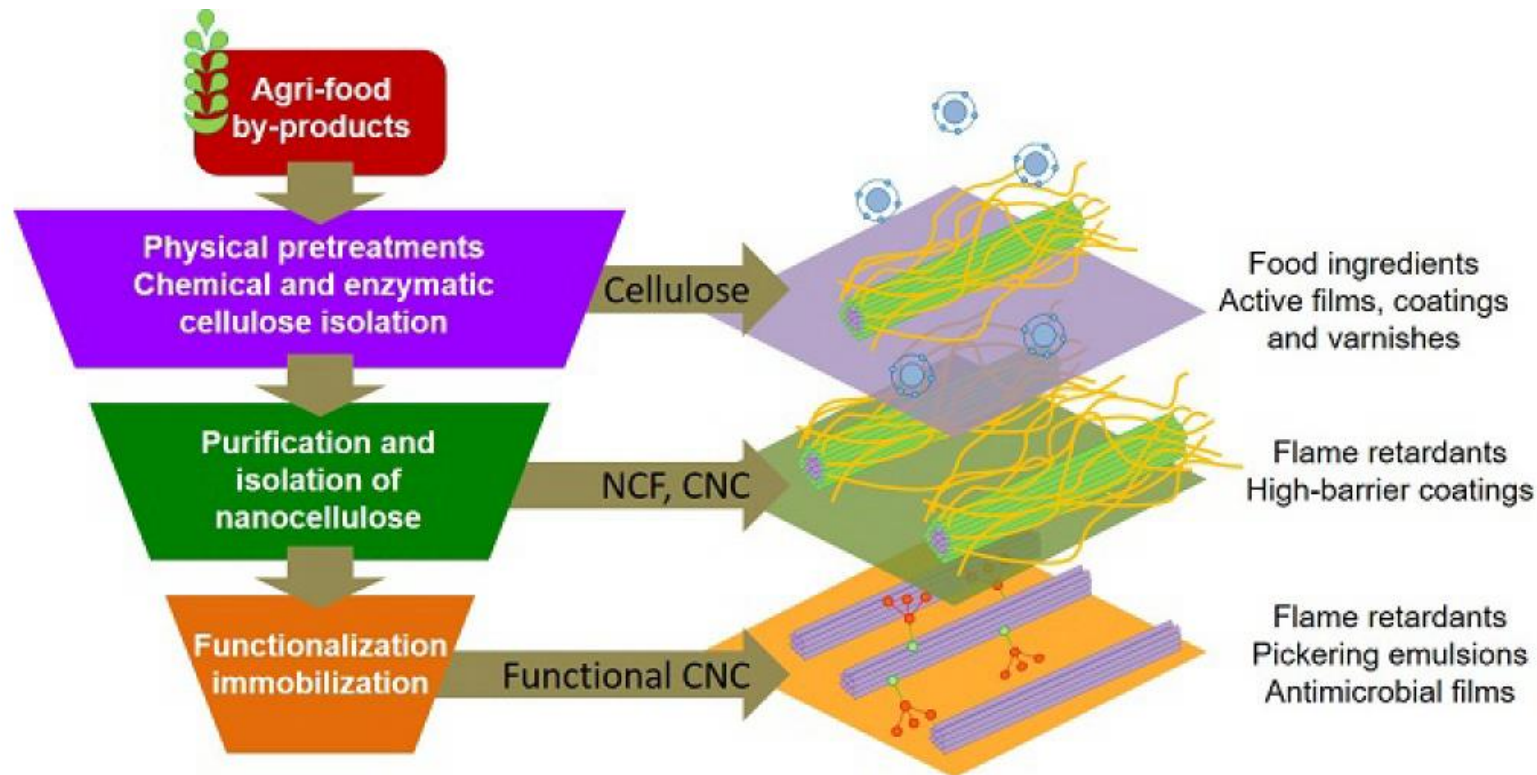 Agri-food
by-products
Physical pretreatments
Chemical and enzymatic
cellulose isolation
Cellulose
Food ingredients
Active films, coatings
and varnishes
Purification and
isolation of
nanocellulose
NCF, CNC
Flame retardants
High-barrier coatings
Functionalization
immobilization
Functional CNC
Flame retardants
Pickering emulsions
Antimicrobial films